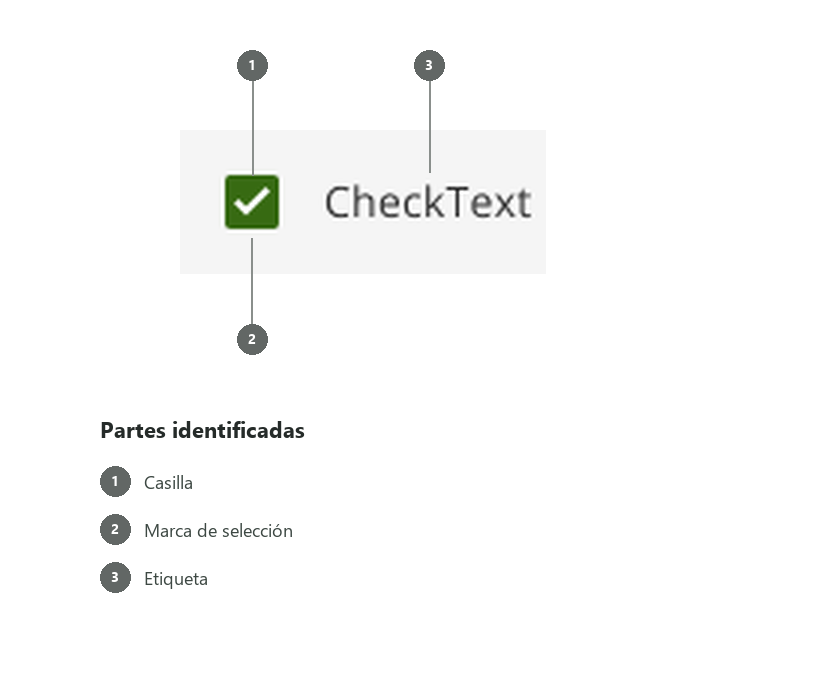 1
3
CheckText
2
Partes identificadas
1 Casilla
2 Marca de selección
3 Etiqueta